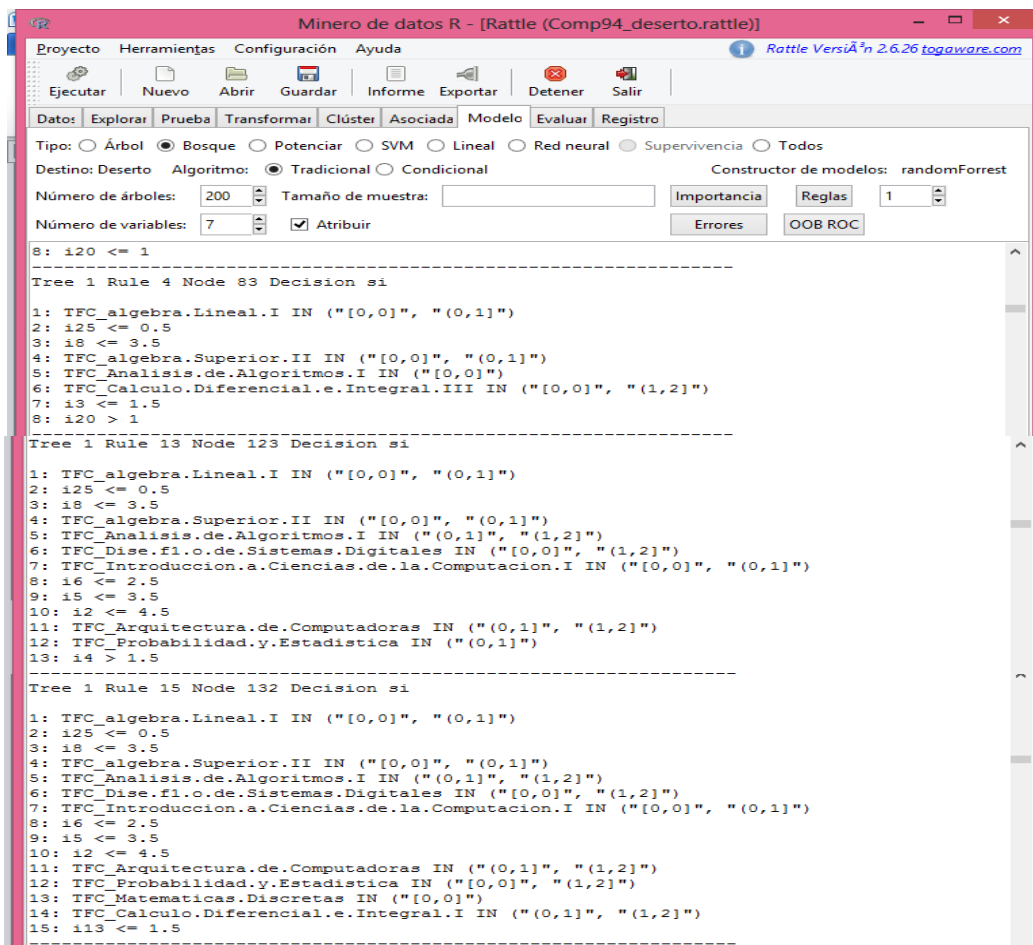 Minero de datos R - [Rattle (Comp94_deserto.rattle)]
Proyecto Herramientas Configuración Ayuda Rattle VersiÃ³n 2.6.26 togaware.com
Ejecutar Nuevo Abrir Guardar Informe Exportar Detener Salir
Datos Explorar Prueba Transformar Clúster Asociada Modelo Evaluar Registro
Tipo: Árbol Bosque Potenciar SVM Lineal Red neural Supervivencia Todos
Destino: Deserto Algoritmo: Tradicional Condicional Constructor de modelos: randomForrest
Número de árboles: 200 Tamaño de muestra: Importancia Reglas 1
Número de variables: 7 Atribuir Errores OOB ROC
8: i20 <= 1
----------------------------------------------------------------
Tree 1 Rule 4 Node 83 Decision si
1: TFC_algebra.Lineal.I IN ("[0,0]", "(0,1]")
2: i25 <= 0.5
3: i8 <= 3.5
4: TFC_algebra.Superior.II IN ("[0,0]", "(0,1]")
5: TFC_Analisis.de.Algoritmos.I IN ("[0,0]")
6: TFC_Calculo.Diferencial.e.Integral.III IN ("[0,0]", "(1,2]")
7: i3 <= 1.5
8: i20 > 1
----------------------------------------------------------------
Tree 1 Rule 13 Node 123 Decision si
1: TFC_algebra.Lineal.I IN ("[0,0]", "(0,1]")
2: i25 <= 0.5
3: i8 <= 3.5
4: TFC_algebra.Superior.II IN ("[0,0]", "(0,1]")
5: TFC_Analisis.de.Algoritmos.I IN ("(0,1]", "(1,2]")
6: TFC_Dise.f1.o.de.Sistemas.Digitales IN ("[0,0]", "(1,2]")
7: TFC_Introduccion.a.Ciencias.de.la.Computacion.I IN ("[0,0]", "(0,1]")
8: i6 <= 2.5
9: i5 <= 3.5
10: i2 <= 4.5
11: TFC_Arquitectura.de.Computadoras IN ("(0,1]", "(1,2]")
12: TFC_Probabilidad.y.Estadistica IN ("(0,1]")
13: i4 > 1.5
----------------------------------------------------------------
Tree 1 Rule 15 Node 132 Decision si
1: TFC_algebra.Lineal.I IN ("[0,0]", "(0,1]")
2: i25 <= 0.5
3: i8 <= 3.5
4: TFC_algebra.Superior.II IN ("[0,0]", "(0,1]")
5: TFC_Analisis.de.Algoritmos.I IN ("(0,1]", "(1,2]")
6: TFC_Dise.f1.o.de.Sistemas.Digitales IN ("[0,0]", "(1,2]")
7: TFC_Introduccion.a.Ciencias.de.la.Computacion.I IN ("[0,0]", "(0,1]")
8: i6 <= 2.5
9: i5 <= 3.5
10: i2 <= 4.5
11: TFC_Arquitectura.de.Computadoras IN ("(0,1]", "(1,2]")
12: TFC_Probabilidad.y.Estadistica IN ("[0,0]", "(1,2]")
13: TFC_Matematicas.Discretas IN ("[0,0]")
14: TFC_Calculo.Diferencial.e.Integral.I IN ("(0,1]", "(1,2]")
15: i13 <= 1.5
----------------------------------------------------------------